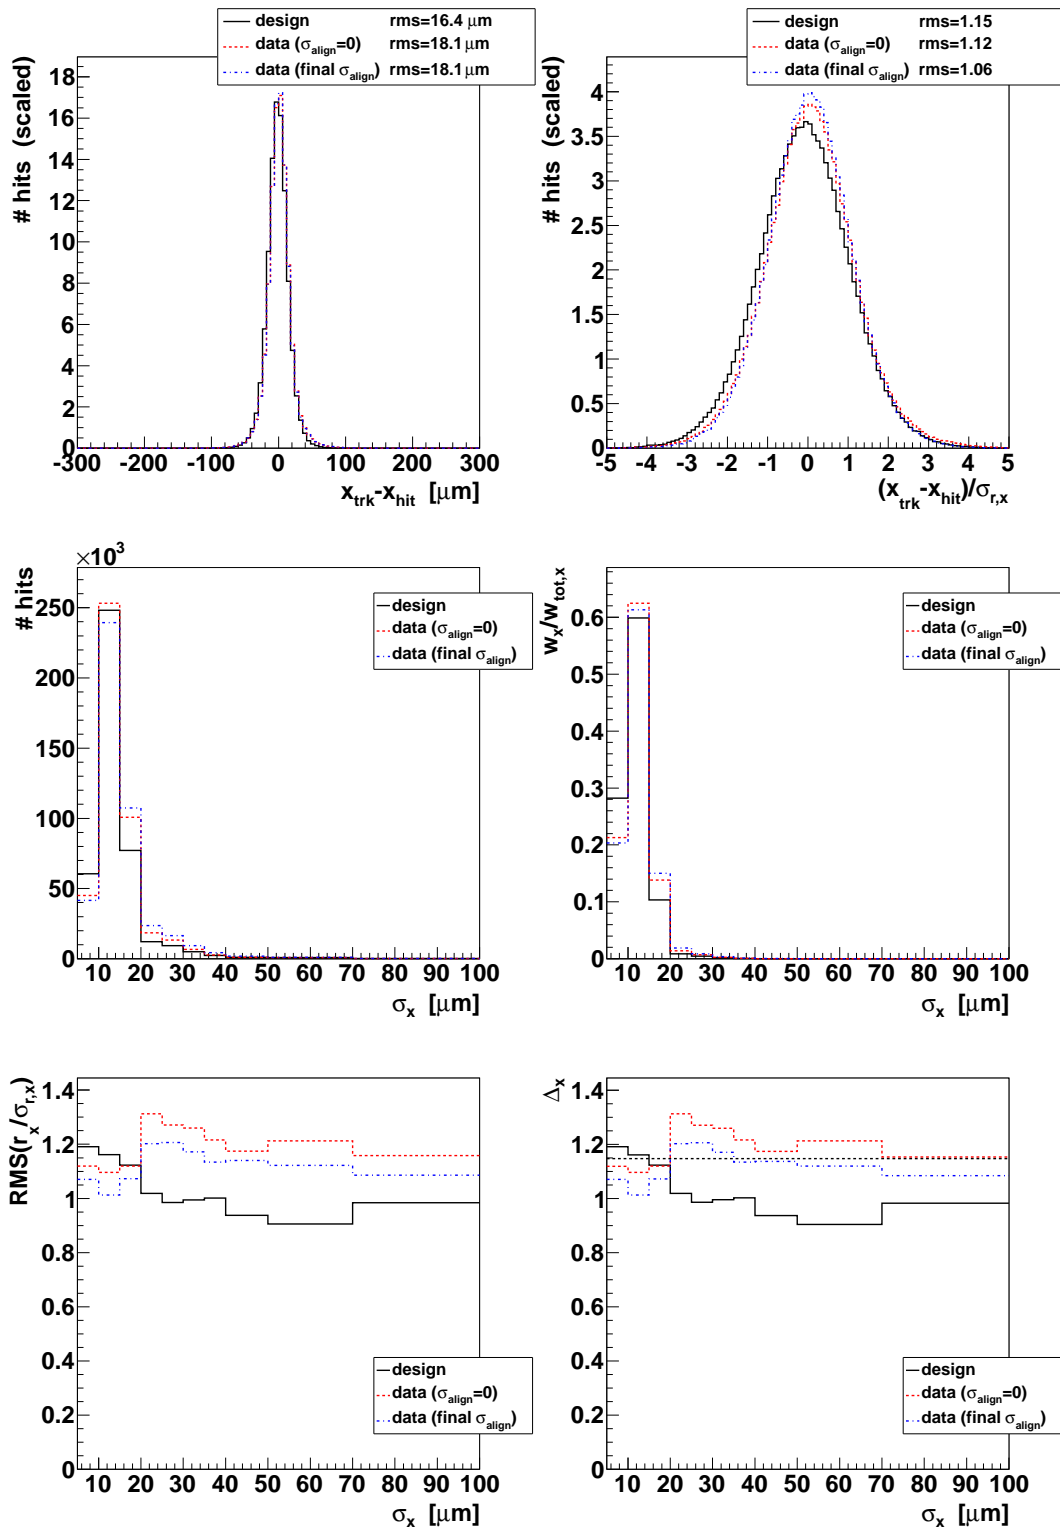 design rms=16.4 μm
data (σalign=0) rms=18.1 μm
data (final σalign) rms=18.1 μm
# hits (scaled)
18
16
14
12
10
8
6
4
2
0
-300 -200 -100 0 100 200 300
xtrk-xhit [μm]
design rms=1.15
data (σalign=0) rms=1.12
data (final σalign) rms=1.06
# hits (scaled)
4
3.5
3
2.5
2
1.5
1
0.5
0
-5 -4 -3 -2 -1 0 1 2 3 4 5
(xtrk-xhit)/σr,x
×10³
# hits
250
200
150
100
50
0
10 20 30 40 50 60 70 80 90 100
σx [μm]
design
data (σalign=0)
data (final σalign)
wx/wtot,x
0.6
0.5
0.4
0.3
0.2
0.1
0
10 20 30 40 50 60 70 80 90 100
σx [μm]
design
data (σalign=0)
data (final σalign)
RMS(rx/σr,x)
1.4
1.2
1
0.8
0.6
0.4
0.2
0
10 20 30 40 50 60 70 80 90 100
σx [μm]
design
data (σalign=0)
data (final σalign)
Δx
1.4
1.2
1
0.8
0.6
0.4
0.2
0
10 20 30 40 50 60 70 80 90 100
σx [μm]
design
data (σalign=0)
data (final σalign)